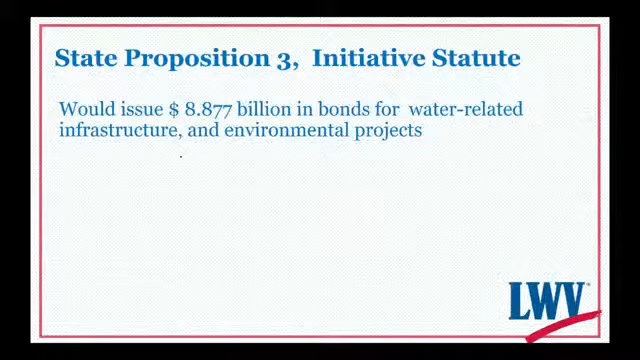 State Proposition 3,  Initiative Statute
Would issue $ 8.877 billion in bonds for  water-related
infrastructure, and environmental projects
LWV